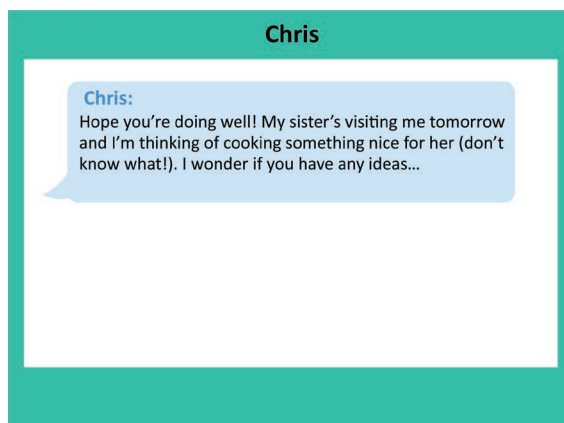 Chris
Chris:
Hope you’re doing well! My sister’s visiting me tomorrow
and I’m thinking of cooking something nice for her (don’t
know what!). I wonder if you have any ideas...